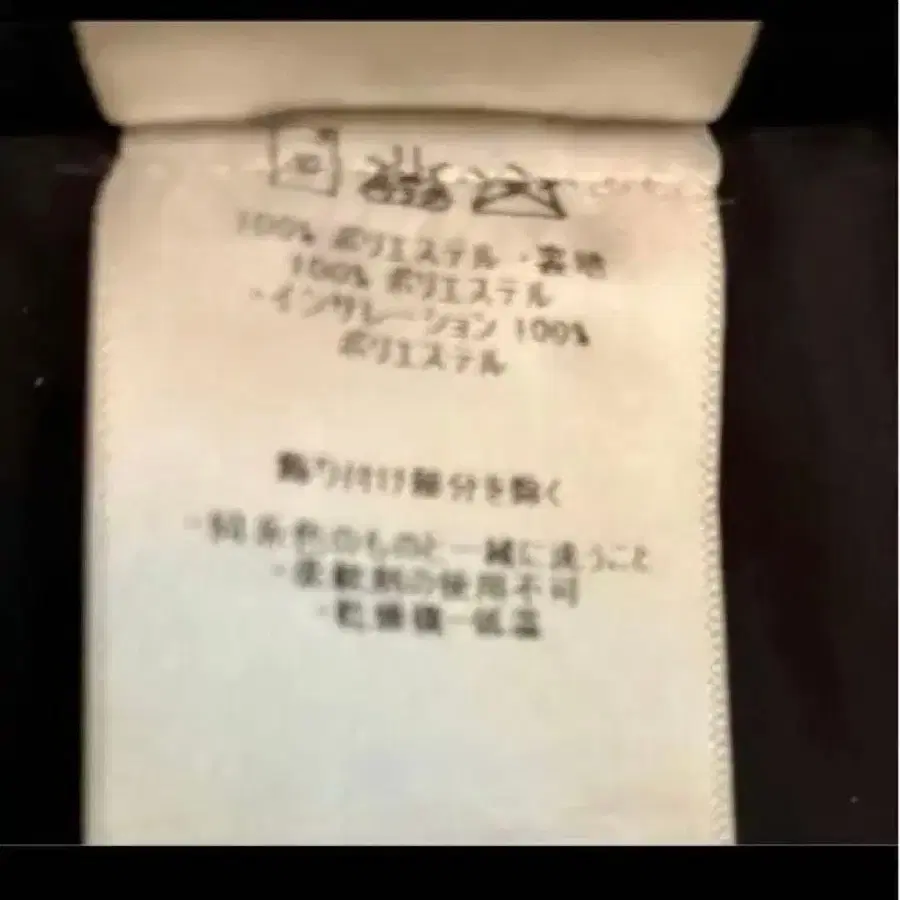 100% ポリエステル ・裏地
100% ポリエステル
・インサレーション 100%
ポリエステル
飾り付け部分を除く
・同系色のものと一緒に洗うこと
・柔軟剤の使用不可
・乾燥機－低温